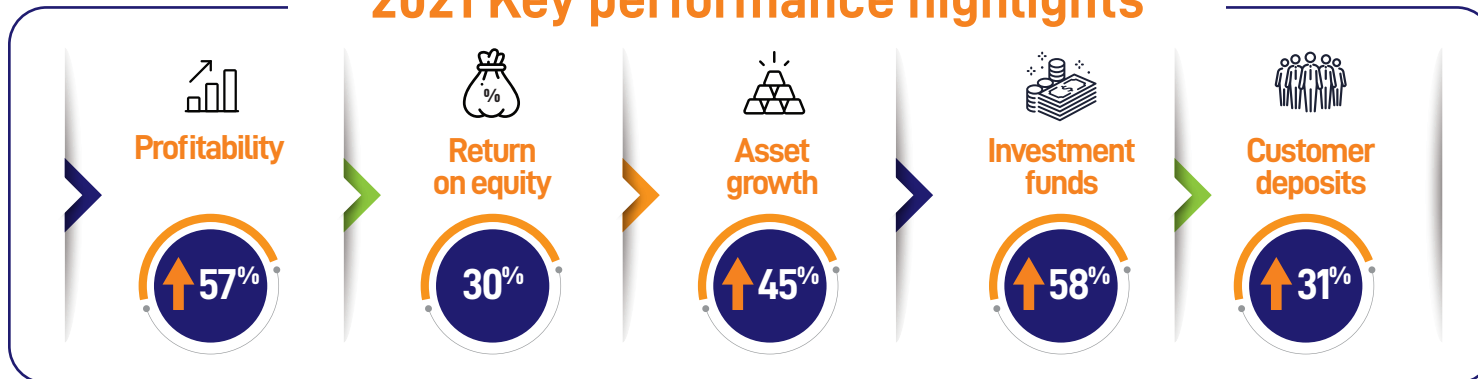 2021 Key performance highlights
%
Profitability
Return
on equity
Asset
growth
Investment
funds
Customer
deposits
57%
30%
45%
58%
31%